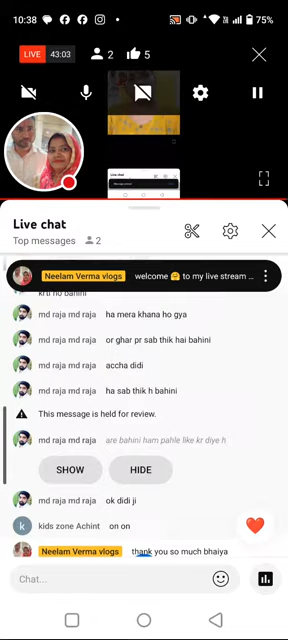 10:38
75%
LIVE 43:03 2 5
Live chat
Top messages 2
Neelam Verma vlogs welcome 🤗 to my live stream ...
krti ho bahini
md raja md raja ha mera khana ho gya
md raja md raja or ghar pr sab thik hai bahini
md raja md raja accha didi
md raja md raja ha sab thik h bahini
This message is held for review.
md raja md raja are bahini ham pahle like kr diye h
SHOW HIDE
md raja md raja ok didi ji
k kids zone Achint on on
Neelam Verma vlogs thank you so much bhaiya
Chat...